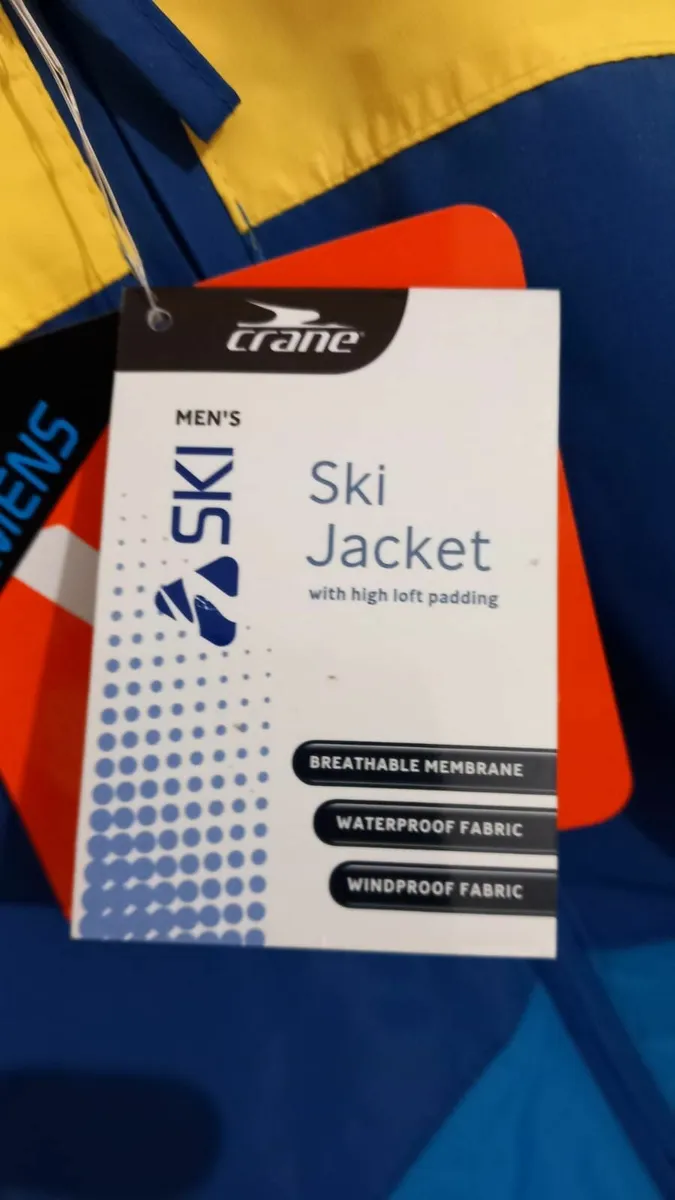 crane
MEN'S
SKI
Ski
Jacket
with high loft padding
BREATHABLE MEMBRANE
WATERPROOF FABRIC
WINDPROOF FABRIC
MENS